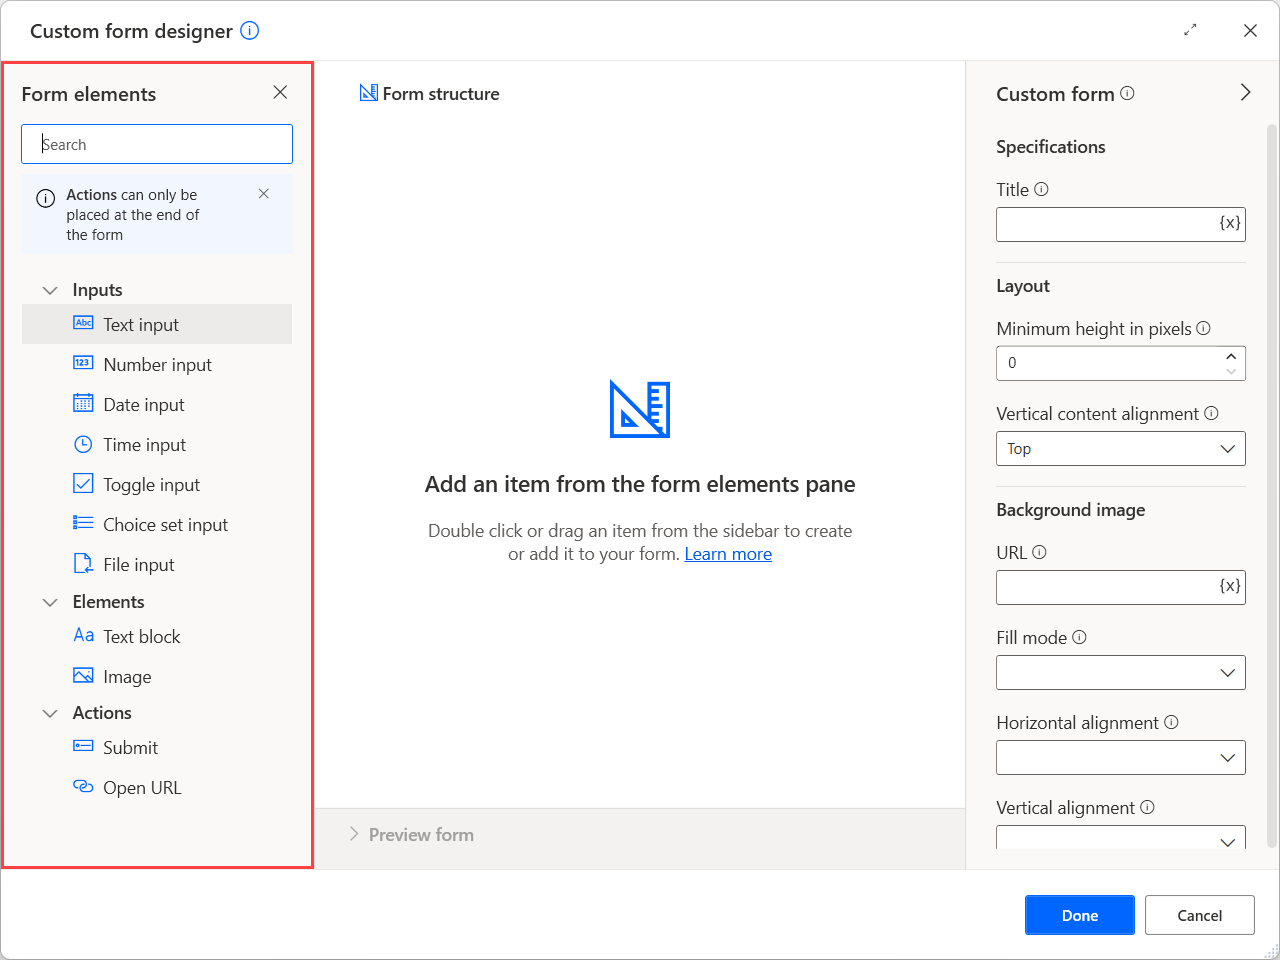 Custom form designer
Form elements
Search
Actions can only be
placed at the end of
the form
Inputs
Abc Text input
123 Number input
Date input
Time input
Toggle input
Choice set input
File input
Elements
Aa Text block
Image
Actions
Submit
Open URL
Form structure
Add an item from the form elements pane
Double click or drag an item from the sidebar to create
or add it to your form. Learn more
Preview form
Custom form
Specifications
Title
{x}
Layout
Minimum height in pixels
0
Vertical content alignment
Top
Background image
URL
{x}
Fill mode
Horizontal alignment
Vertical alignment
Done
Cancel